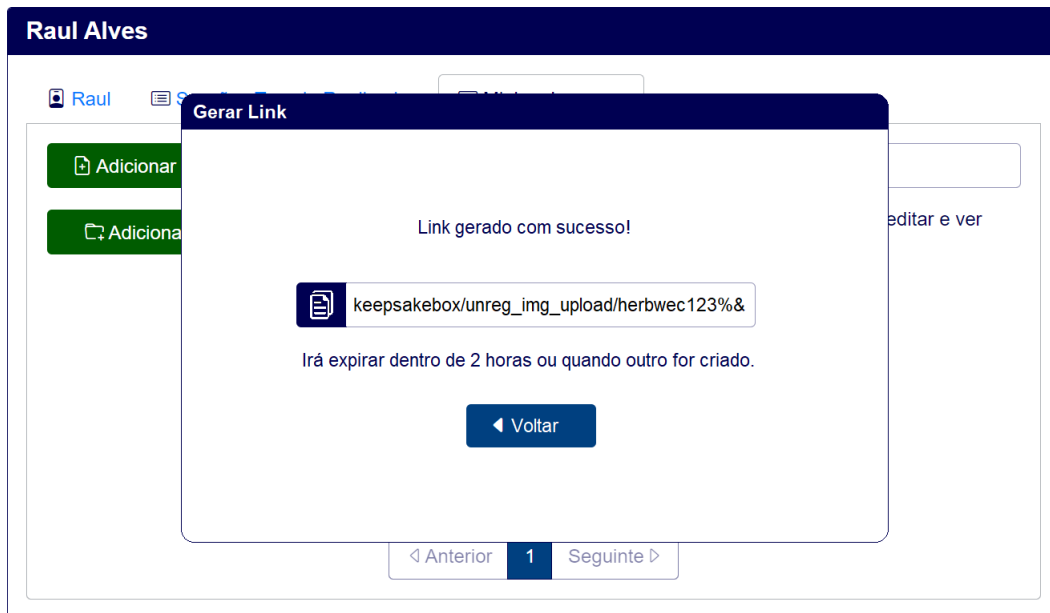 Raul Alves
Raul
Gerar Link
Adicionar
Link gerado com sucesso!
editar e ver
Adiciona
keepsakebox/unreg_img_upload/herbwec123%&
Irá expirar dentro de 2 horas ou quando outro for criado.
Voltar
Anterior 1 Seguinte